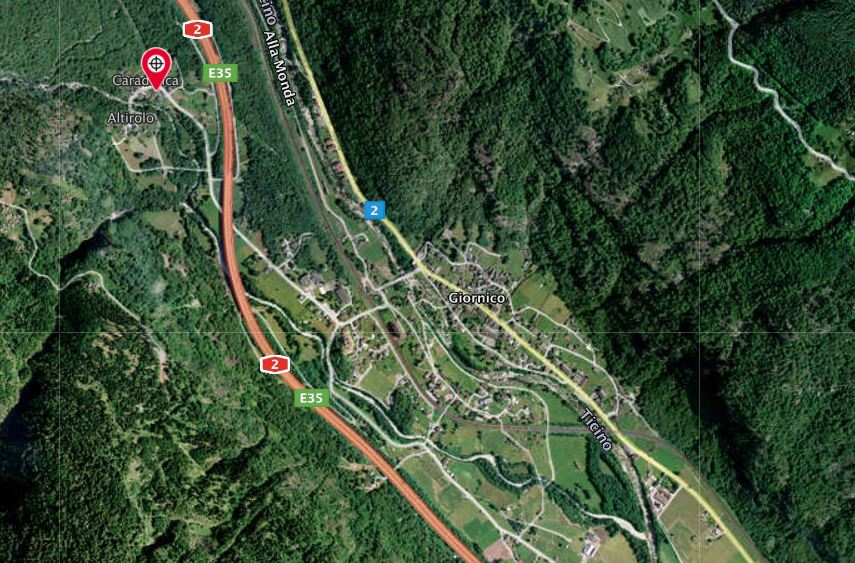 2
E35
Alla Monda
Altirolo
2
Giornico
2
E35
Ticino